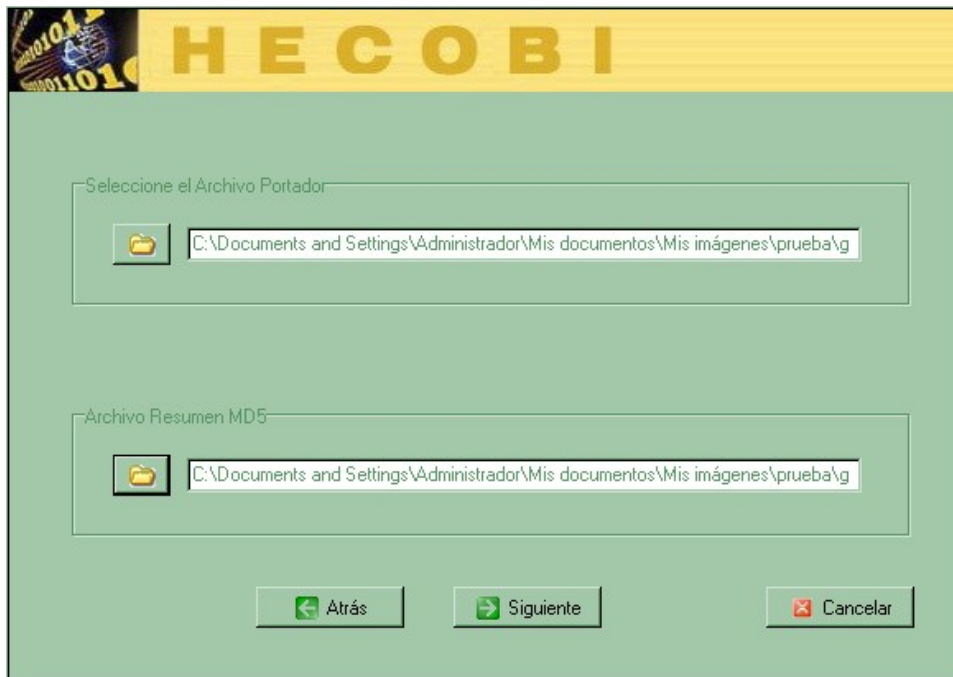 HECOBI
Seleccione el Archivo Portador
C:\Documents and Settings\Administrador\Mis documentos\Mis imágenes\prueba\g
Archivo Resumen MD5
C:\Documents and Settings\Administrador\Mis documentos\Mis imágenes\prueba\g
Atrás Siguiente Cancelar